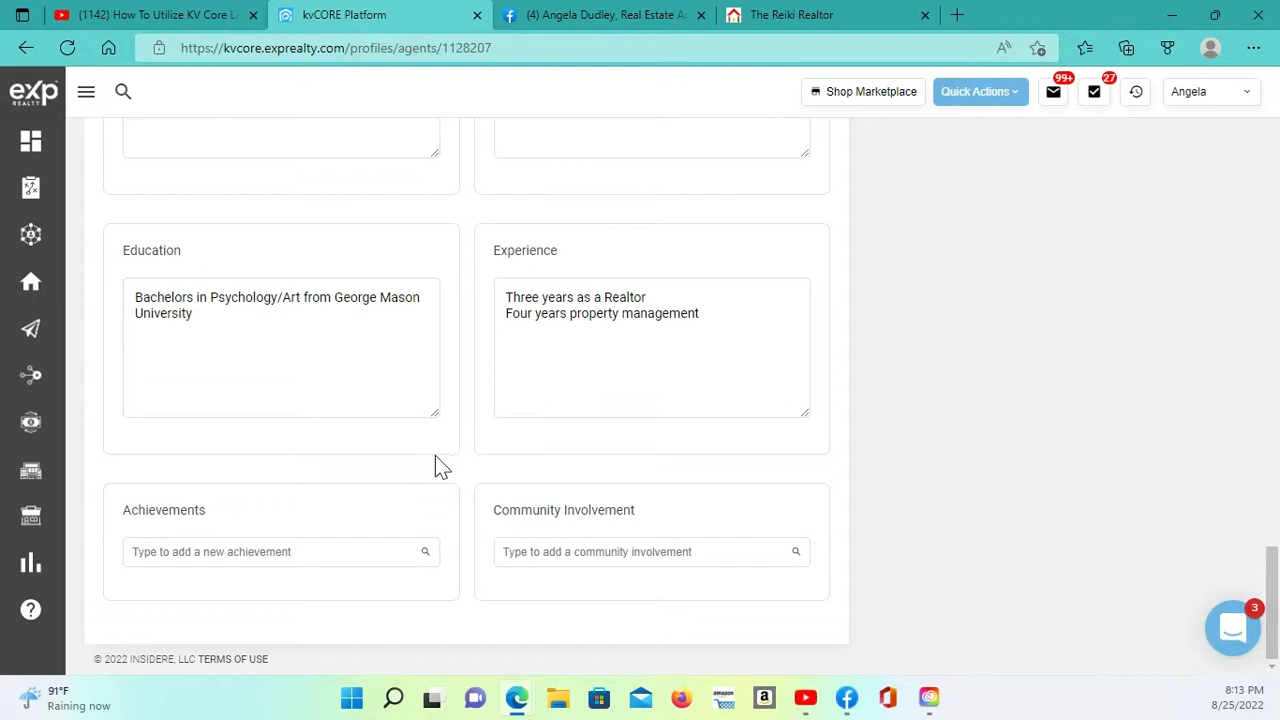 (1142) How To Utilize KV Core L
kvCORE Platform
(4) Angela Dudley, Real Estate A
The Reiki Realtor
https://kvcore.exprealty.com/profiles/agents/1128207
exp
REALTY
Shop Marketplace
Quick Actions
99+
27
Angela
Education
Experience
Bachelors in Psychology/Art from George Mason
University
Three years as a Realtor
Four years property management
Achievements
Community Involvement
Type to add a new achievement
Type to add a community involvement
3
© 2022 INSIDERE, LLC TERMS OF USE
91°F
Raining now
8:13 PM
8/25/2022